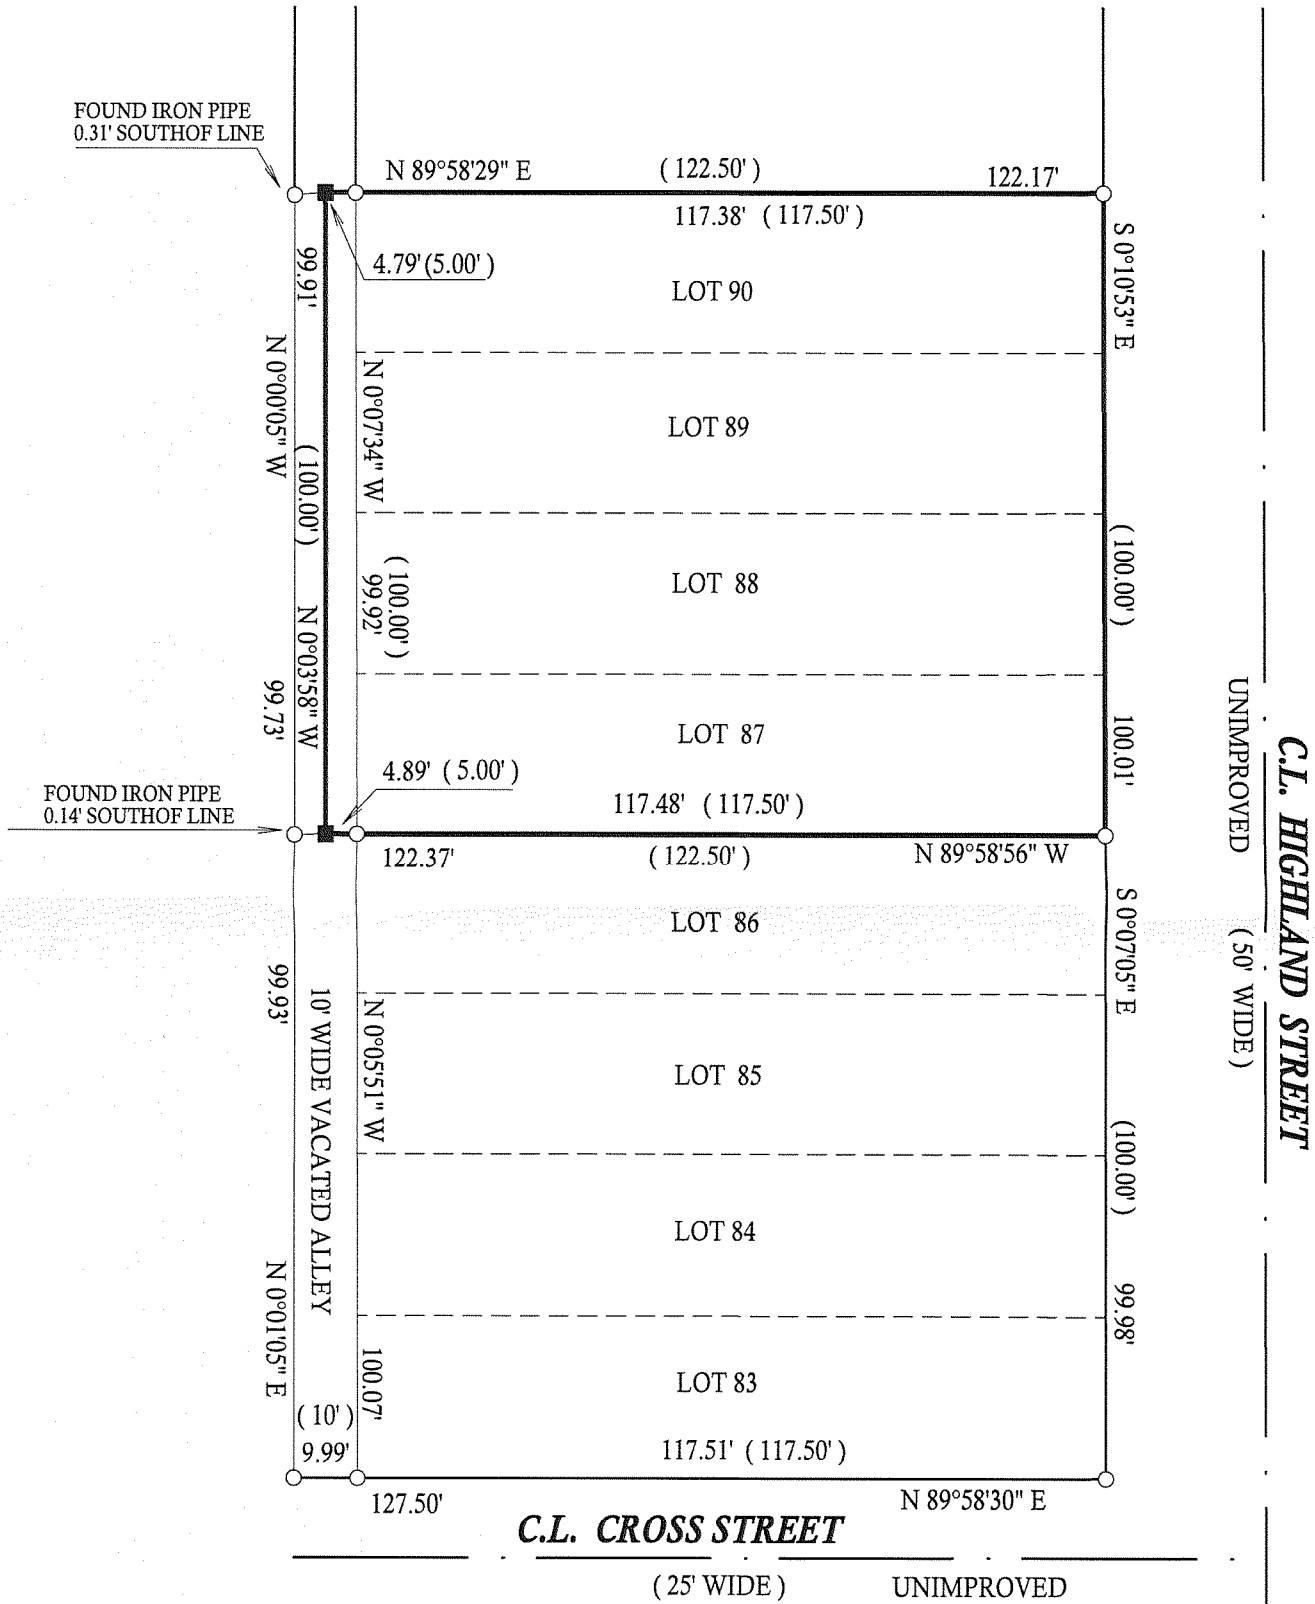 FOUND IRON PIPE
0.31' SOUTHOF LINE
N 89°58'29" E
( 122.50' )
122.17'
117.38' ( 117.50' )
4.79' (5.00' )
LOT 90
S 0°10'53" E
99.91'
N 0°00'05" W
N 0°07'34" W
LOT 89
( 100.00' )
( 100.00' )
99.92'
LOT 88
( 100.00' )
N 0°03'58" W
99.73'
LOT 87
100.01'
UNIMPROVED
C.L. HIGHLAND STREET
( 50' WIDE )
4.89' ( 5.00' )
117.48' ( 117.50' )
FOUND IRON PIPE
0.14' SOUTHOF LINE
122.37'
( 122.50' )
N 89°58'56" W
LOT 86
S 0°07'05" E
99.93'
10' WIDE VACATED ALLEY
N 0°05'51" W
LOT 85
(100.00' )
LOT 84
N 0°01'05" E
99.98'
LOT 83
100.07'
( 10' )
9.99'
117.51' ( 117.50' )
127.50'
N 89°58'30" E
C.L. CROSS STREET
( 25' WIDE )
UNIMPROVED